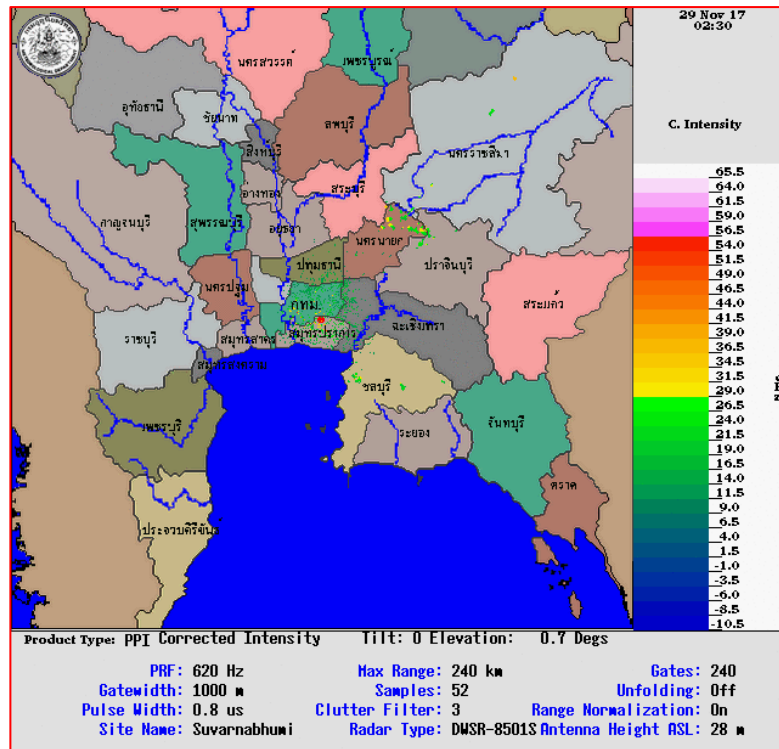 29 Nov 17
02:30
C. Intensity
นครสวรรค์
เพชรบูรณ์
อุทัยธานี
ชัยนาท
ลพบุรี
สิงห์บุรี
นครราชสีมา
อ่างทอง
สระบุรี
กาญจนบุรี
สุพรรณบุรี
อยุธยา
นครนายก
ปราจีนบุรี
ปทุมธานี
นครปฐม
กทม.
สระแก้ว
ราชบุรี
สมุทรสาคร
สมุทรปราการ
ฉะเชิงเทรา
สมุทรสงคราม
ชลบุรี
เพชรบุรี
ระยอง
จันทบุรี
ตราด
ประจวบคีรีขัน
65.5
64.0
61.5
59.0
56.5
54.0
51.5
49.0
46.5
44.0
41.5
39.0
36.5
34.5
31.5
29.0
26.5
24.0
21.5
19.0
16.5
14.0
11.5
9.0
6.5
4.0
1.5
-1.0
-3.5
-6.0
-8.5
-10.5
Product Type: PPI Corrected Intensity Tilt: 0 Elevation: 0.7 Degs
PRF: 620 Hz Max Range: 240 km Gates: 240
Gatewidth: 1000 m Samples: 52 Unfolding: Off
Pulse Width: 0.8 us Clutter Filter: 3 Range Normalization: On
Site Name: Suvarnabhumi Radar Type: DWSR-8501S Antenna Height ASL: 28 m